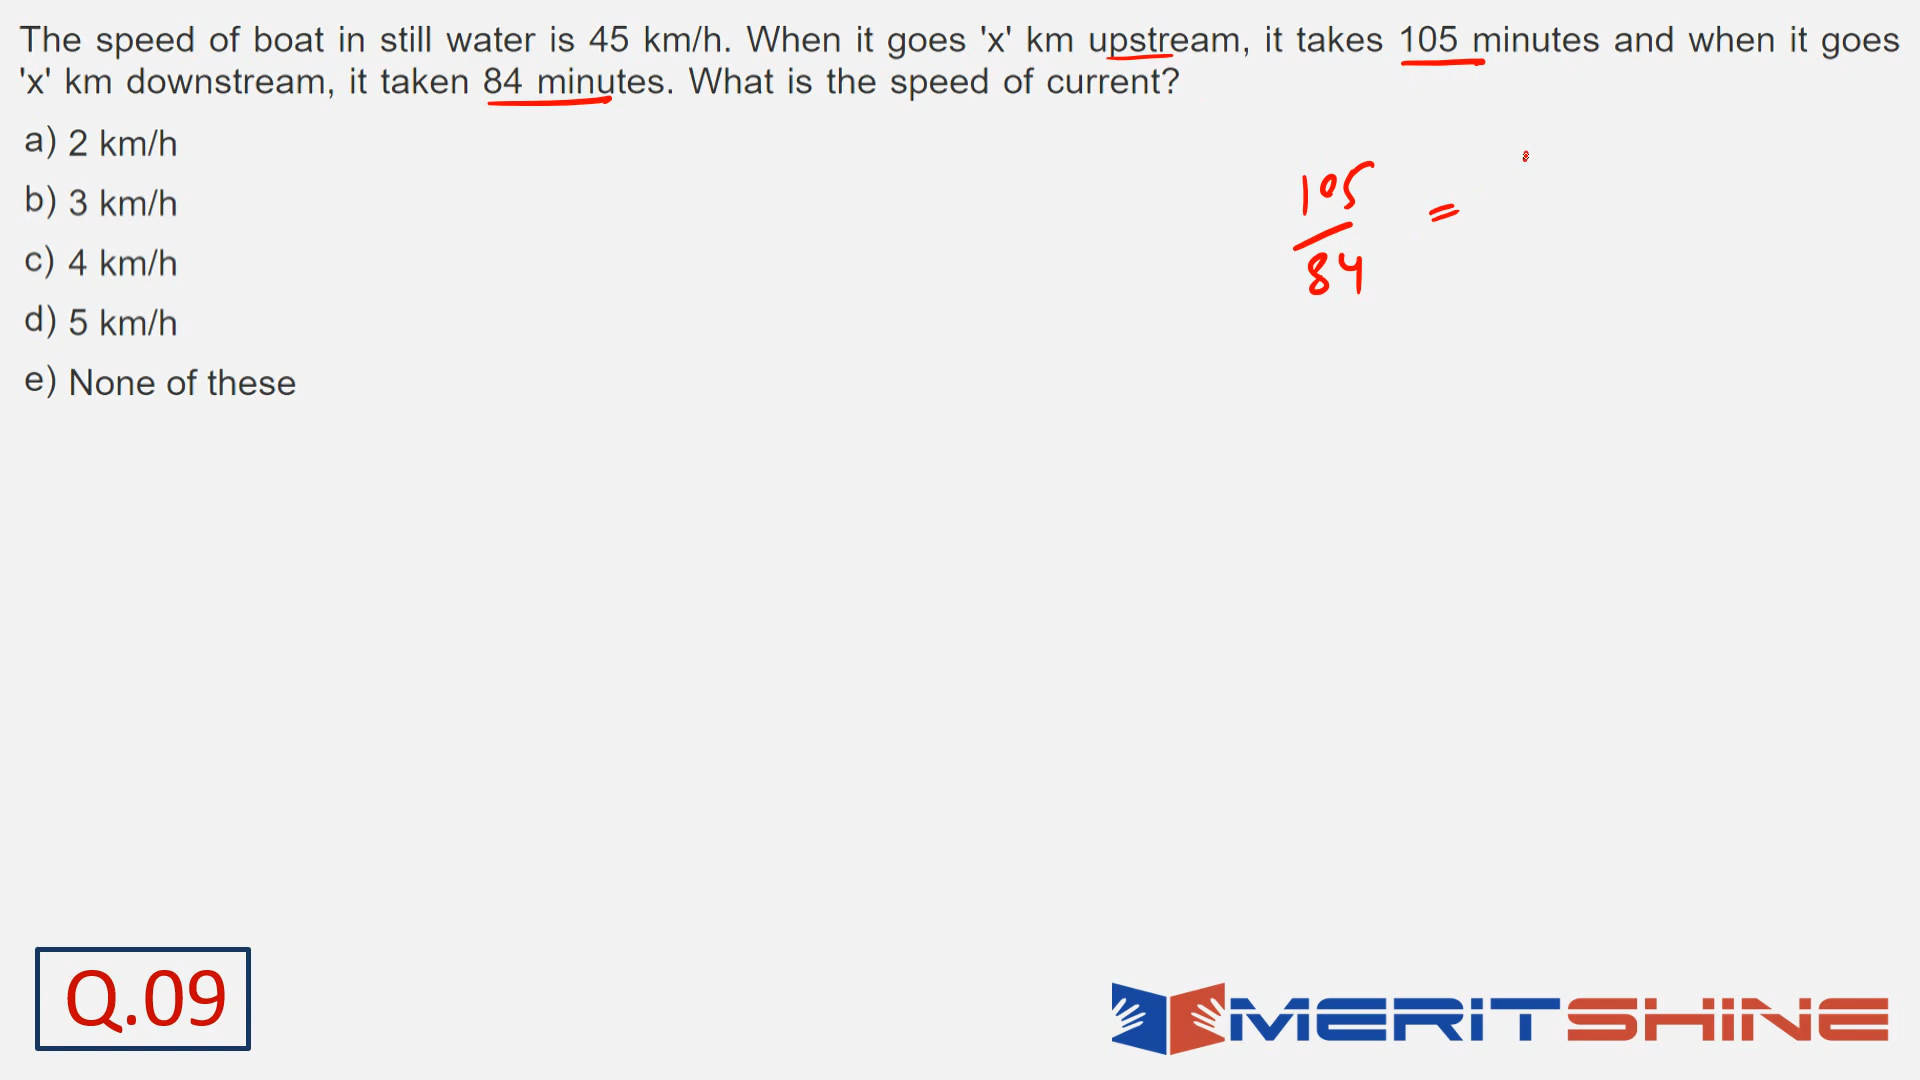 The speed of boat in still water is 45 km/h. When it goes 'x' km upstream, it takes 105 minutes and when it goes
'x' km downstream, it taken 84 minutes. What is the speed of current?
a) 2 km/h
b) 3 km/h
c) 4 km/h
d) 5 km/h
e) None of these
105
=
84
Q.09
MERITSHINE